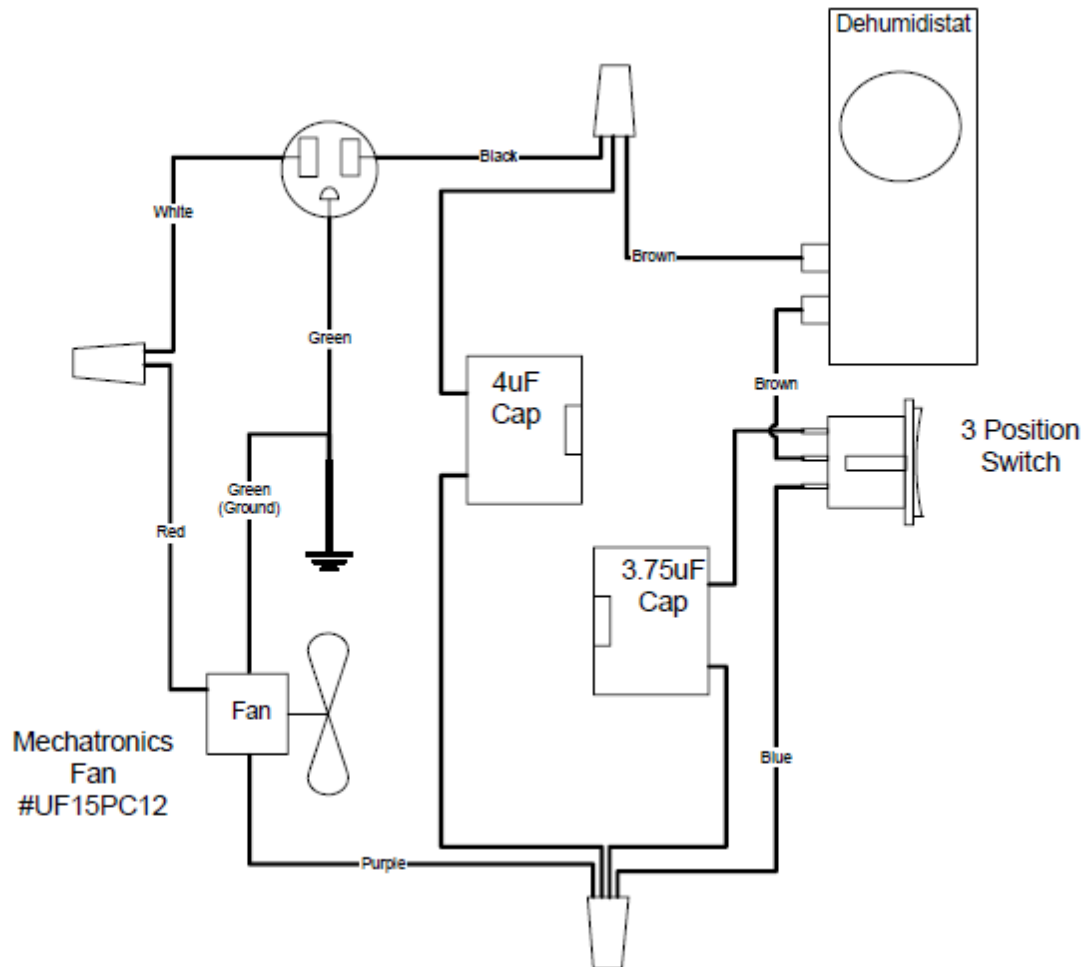 Dehumidistat
Black
White
Brown
Green
4uF
Cap
Brown
3 Position
Switch
Green
(Ground)
Red
3.75uF
Cap
Fan
Mechatronics
Fan
#UF15PC12
Blue
Purple